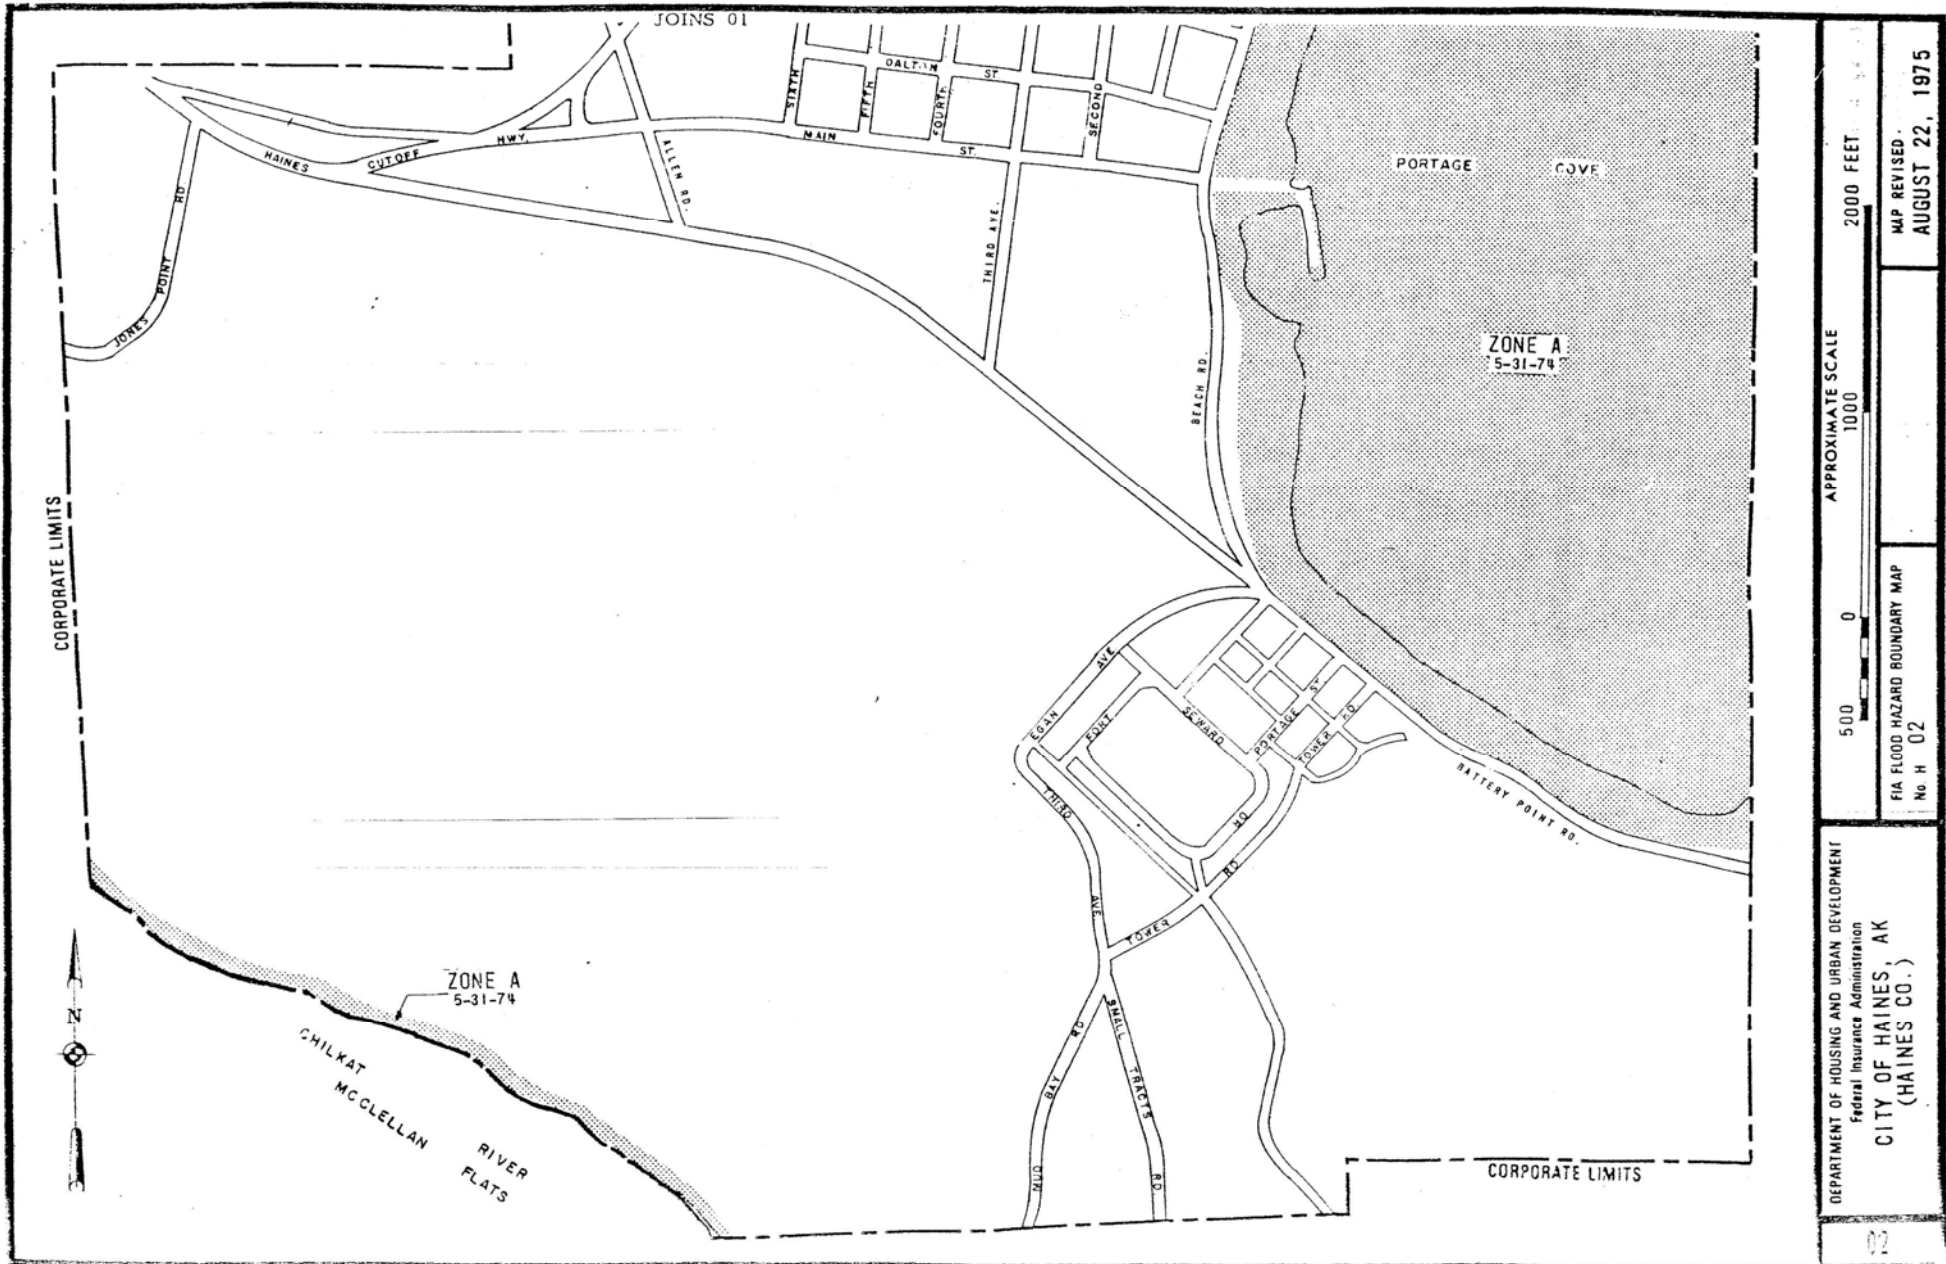 JOINS 01
SIXTH
FIFTH
DALTON
ST
FOURTH
SECOND
MAIN
ST.
HWY.
CUTOFF
HAINES
ALLEN RD.
THIRD AVE.
JONES
POINT
RD
BEACH RD.
PORTAGE COVE
ZONE A
5-31-74
CORPORATE LIMITS
EGAN
AVE
FORT
SEWARD
PORTAGE
ST
TOWER
RD
BATTERY POINT RD.
THIRD
AVE.
TOWER
RD
MUD
BAY
RD
SMALL
TRACTS
RD.
N
ZONE A
5-31-74
CHILKAT
RIVER
MC CLELLAN
FLATS
CORPORATE LIMITS
APPROXIMATE SCALE
500 0 1000 2000 FEET
MAP REVISED
AUGUST 22, 1975
FIA FLOOD HAZARD BOUNDARY MAP
No. H 02
DEPARTMENT OF HOUSING AND URBAN DEVELOPMENT
Federal Insurance Administration
CITY OF HAINES, AK
(HAINES CO.)
02